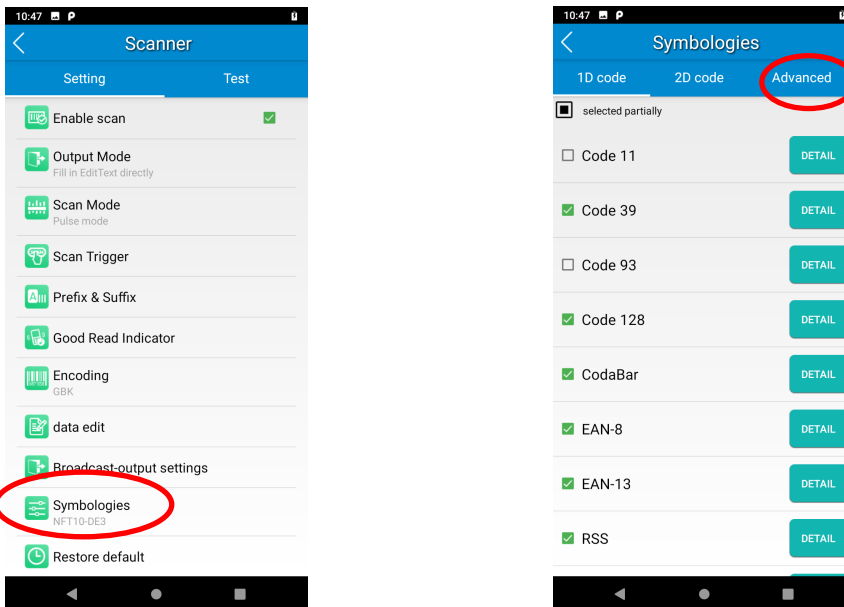 10:47
Scanner
Setting
Test
Enable scan
Output Mode
Fill in EditText directly
Scan Mode
Pulse mode
Scan Trigger
Prefix & Suffix
Good Read Indicator
Encoding
GBK
data edit
Broadcast-output settings
Symbologies
NFT10-DE3
Restore default
10:47
Symbologies
1D code
2D code
Advanced
selected partially
Code 11
DETAIL
Code 39
DETAIL
Code 93
DETAIL
Code 128
DETAIL
CodaBar
DETAIL
EAN-8
DETAIL
EAN-13
DETAIL
RSS
DETAIL